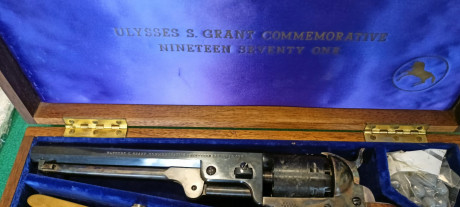 ULYSSES S. GRANT COMMEMORATIVE
NINETEEN SEVENTY ONE